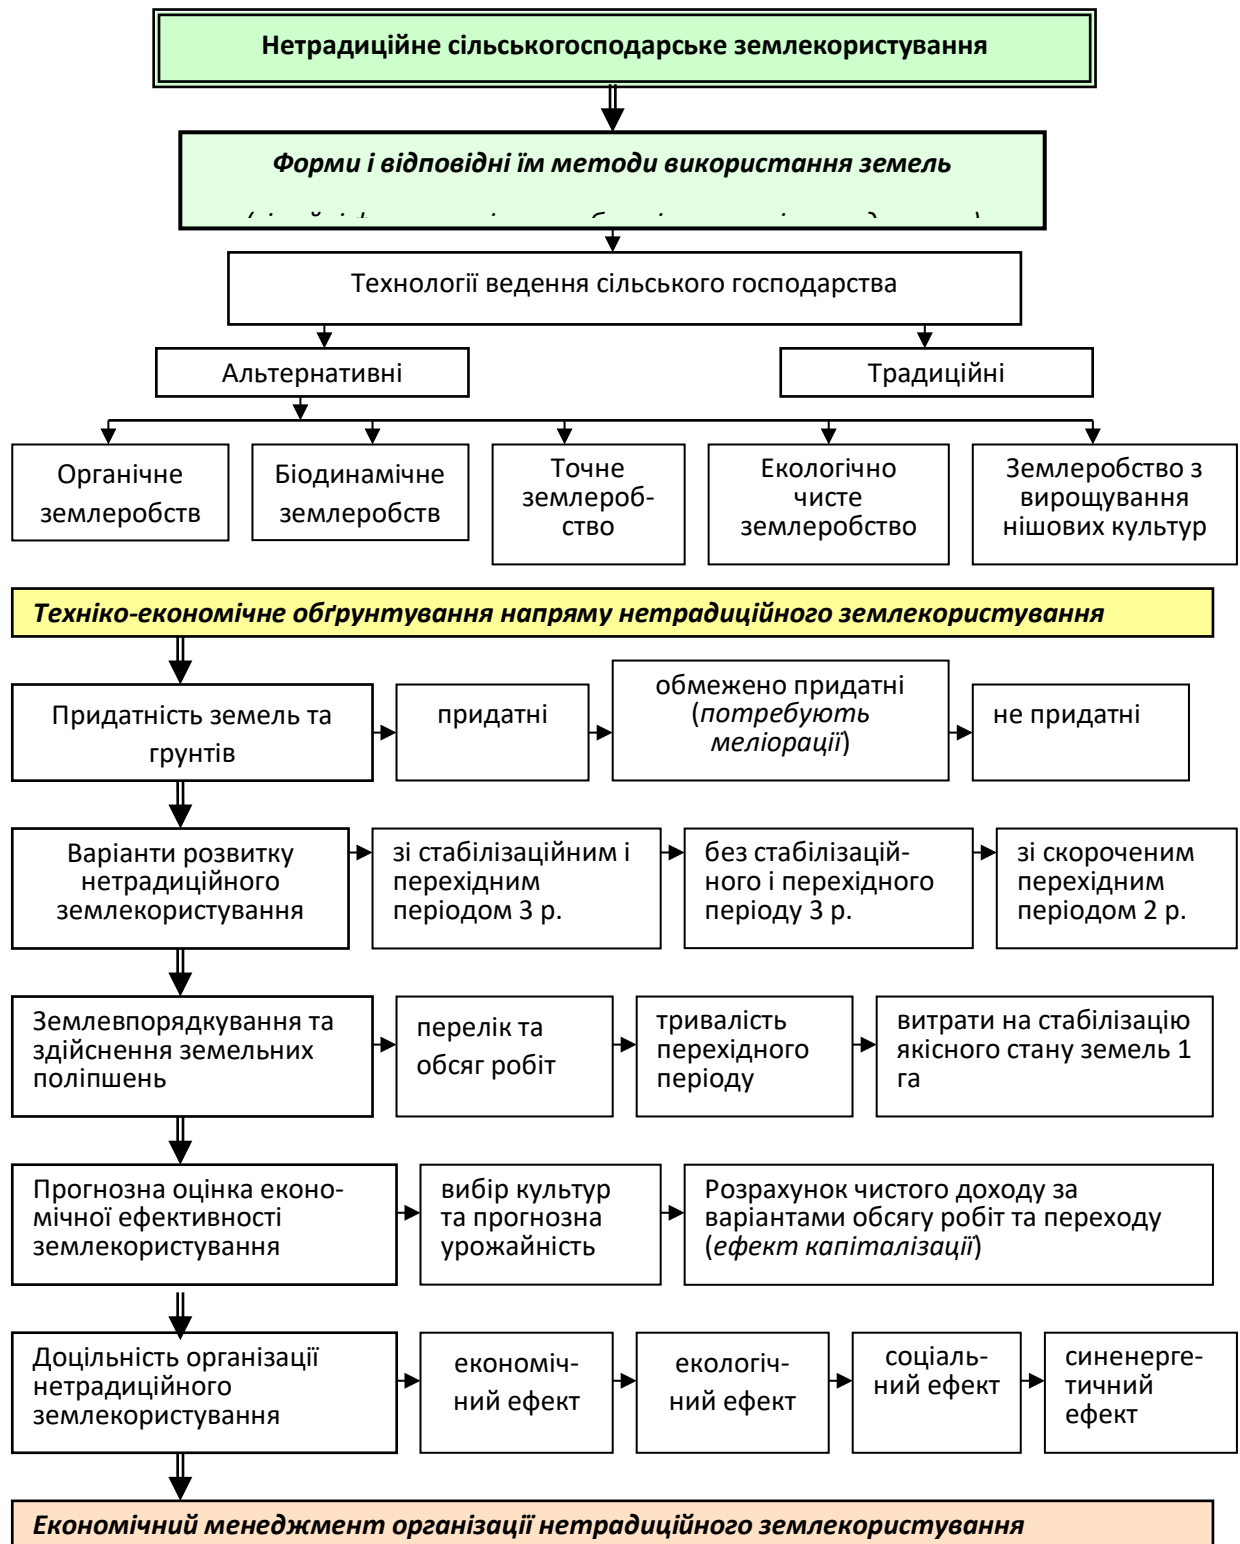 Нетрадиційне сільськогосподарське землекористування
Форми і відповідні їм методи використання земель
Технології ведення сільського господарства
Альтернативні
Традиційні
Органічне
землеробств
Біодинамічне
землеробств
Точне
землероб-
ство
Екологічно
чисте
землеробство
Землеробство з
вирощування
нішових культур
Техніко-економічне обґрунтування напряму нетрадиційного землекористування
Придатність земель та
грунтів
придатні
обмежено придатні
(потребують
меліорації)
не придатні
Варіанти розвитку
нетрадиційного
землекористування
зі стабілізаційним і
перехідним
періодом 3 р.
без стабілізацій-
ного і перехідного
періоду 3 р.
зі скороченим
перехідним
періодом 2 р.
Землевпорядкування та
здійснення земельних
поліпшень
перелік та
обсяг робіт
тривалість
перехідного
періоду
витрати на стабілізацію
якісного стану земель 1
га
Прогнозна оцінка еконо-
мічної ефективності
землекористування
вибір культур
та прогнозна
урожайність
Розрахунок чистого доходу за
варіантами обсягу робіт та переходу
(ефект капіталізації)
Доцільність організації
нетрадиційного
землекористування
економіч-
ний ефект
екологіч-
ний ефект
соціаль-
ний ефект
синенерге-
тичний
ефект
Економічний менеджмент організації нетрадиційного землекористування